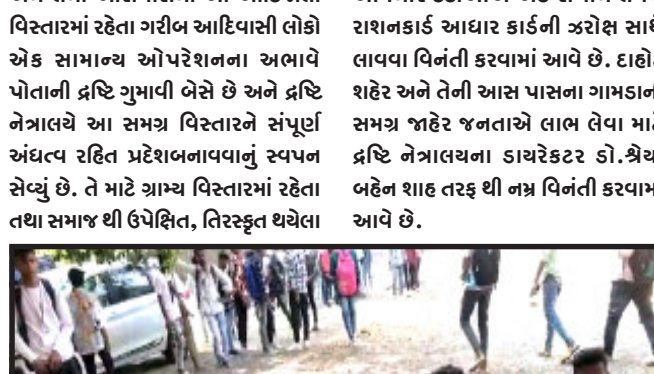 વિસ્તારમાં રહેતા ગરીબ આદિવાસી લોકો
એક સામાન્ય ઓપરેશનના અભાવે
પોતાની દ્રષ્ટિ ગુમાવી બેસે છે અને દ્રષ્ટિ
નેત્રાલયે આ સમગ્ર વિસ્તારને સંપૂર્ણ
અંધત્વ રહિત પ્રદેશબનાવવાનું સ્વપન
સેવ્યું છે. તે માટે ગ્રામ્ય વિસ્તારમાં રહેતા
તથા સમાજ થી ઉપેક્ષિત, તિરસ્કૃત થયેલા
રાશનકાર્ડ આધાર કાર્ડની ઝરોક્ષ સાથે
લાવવા વિનંતી કરવામાં આવે છે. દાહોદ
શહેર અને તેની આસ પાસના ગામડાની
સમગ્ર જાહેર જનતાએ લાભ લેવા માટે
દ્રષ્ટિ નેત્રાલયના ડાયરેકટર ડો.શ્રેયા
બહેન શાહ તરફ થી નમ્ર વિનંતી કરવામાં
આવે છે.